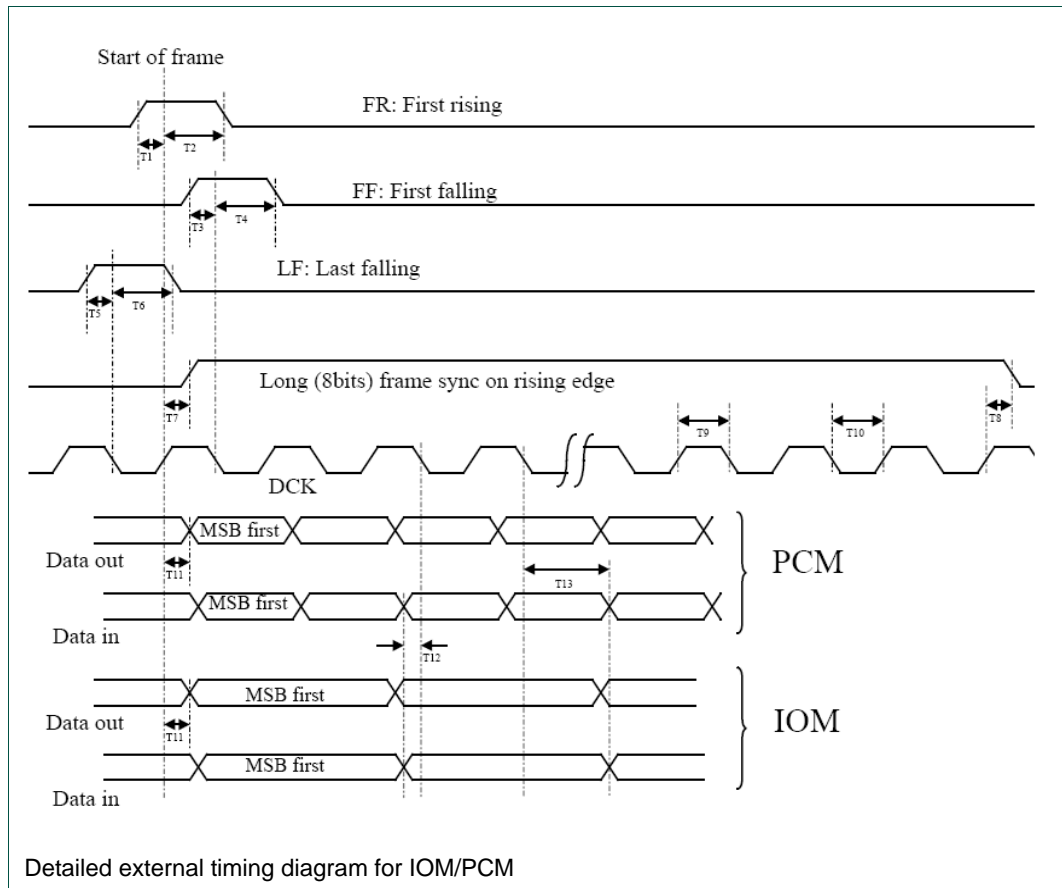 Start of frame
FR: First rising
T1
T2
FF: First falling
T3
T4
LF: Last falling
T5
T6
Long (8bits) frame sync on rising edge
T7
T8
T9
T10
DCK
MSB first
Data out
T11
PCM
T13
MSB first
Data in
T12
MSB first
Data out
T11
IOM
MSB first
Data in
Detailed external timing diagram for IOM/PCM